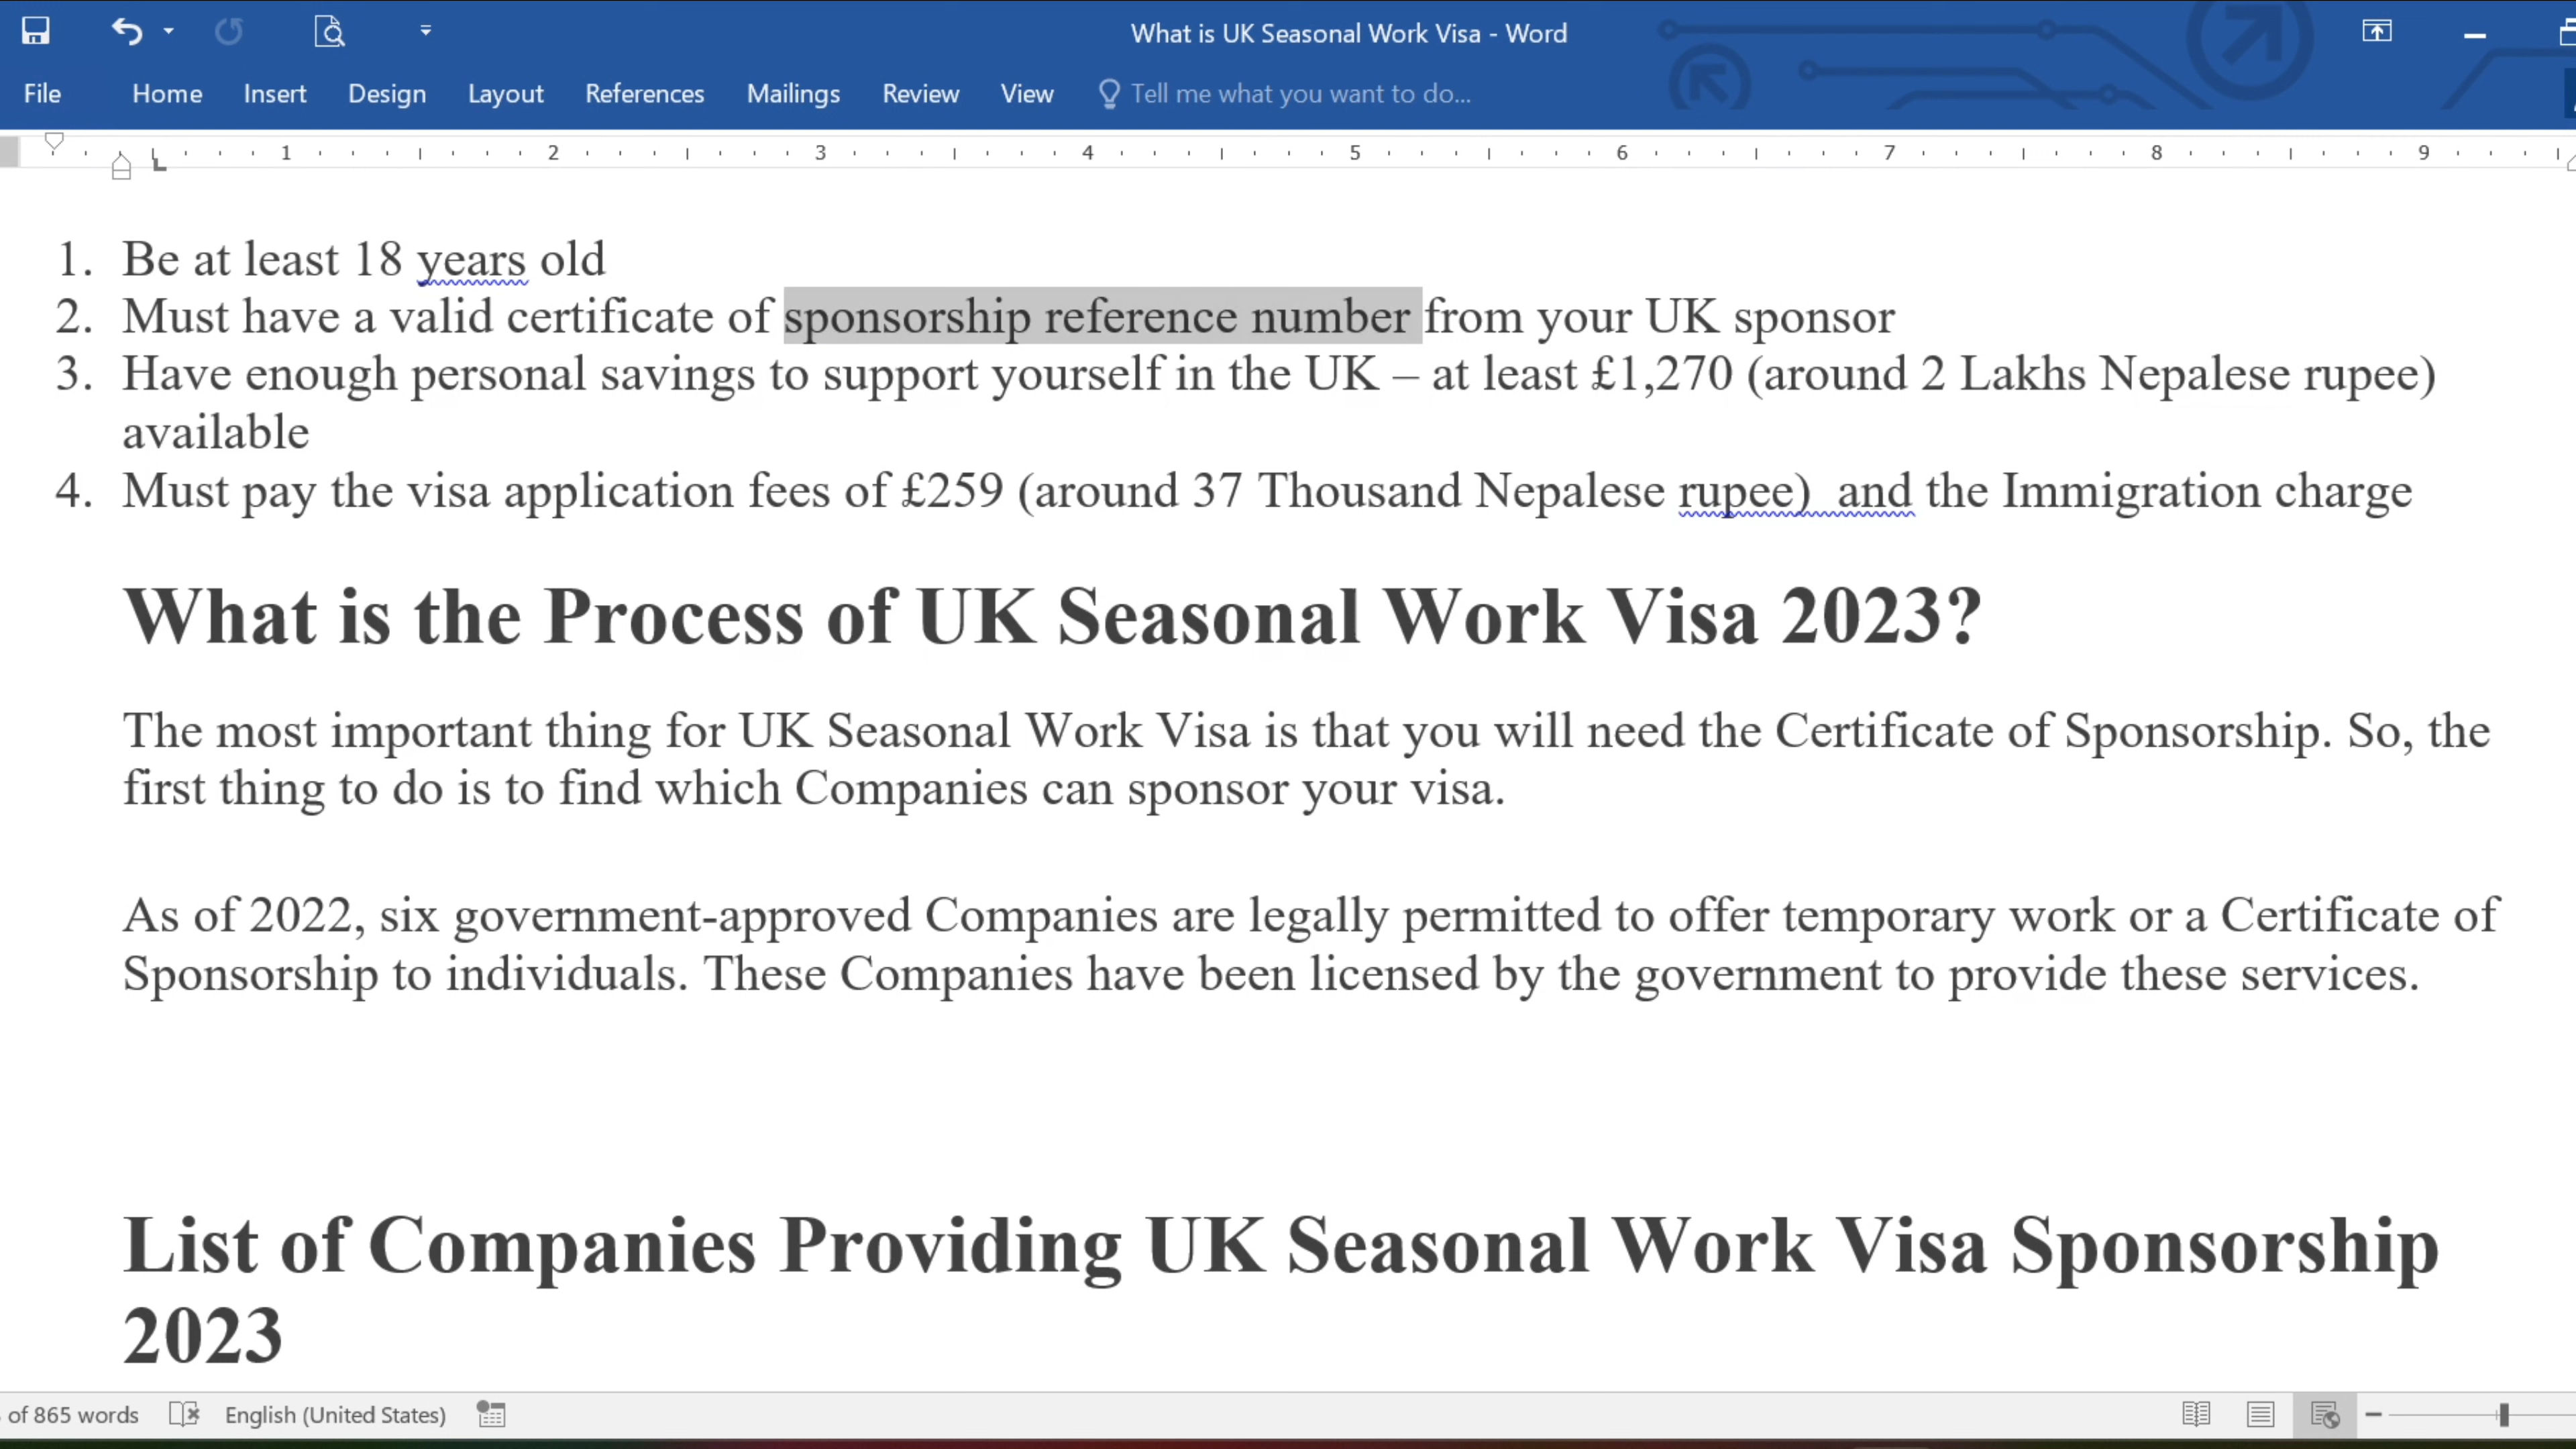 What is UK Seasonal Work Visa - Word
File Home Insert Design Layout References Mailings Review View Tell me what you want to do...
1 2 3 4 5 6 7 8 9
1. Be at least 18 years old
2. Must have a valid certificate of sponsorship reference number from your UK sponsor
3. Have enough personal savings to support yourself in the UK – at least £1,270 (around 2 Lakhs Nepalese rupee)
available
4. Must pay the visa application fees of £259 (around 37 Thousand Nepalese rupee)  and the Immigration charge
What is the Process of UK Seasonal Work Visa 2023?
The most important thing for UK Seasonal Work Visa is that you will need the Certificate of Sponsorship. So, the
first thing to do is to find which Companies can sponsor your visa.
As of 2022, six government-approved Companies are legally permitted to offer temporary work or a Certificate of
Sponsorship to individuals. These Companies have been licensed by the government to provide these services.
List of Companies Providing UK Seasonal Work Visa Sponsorship
2023
of 865 words English (United States)